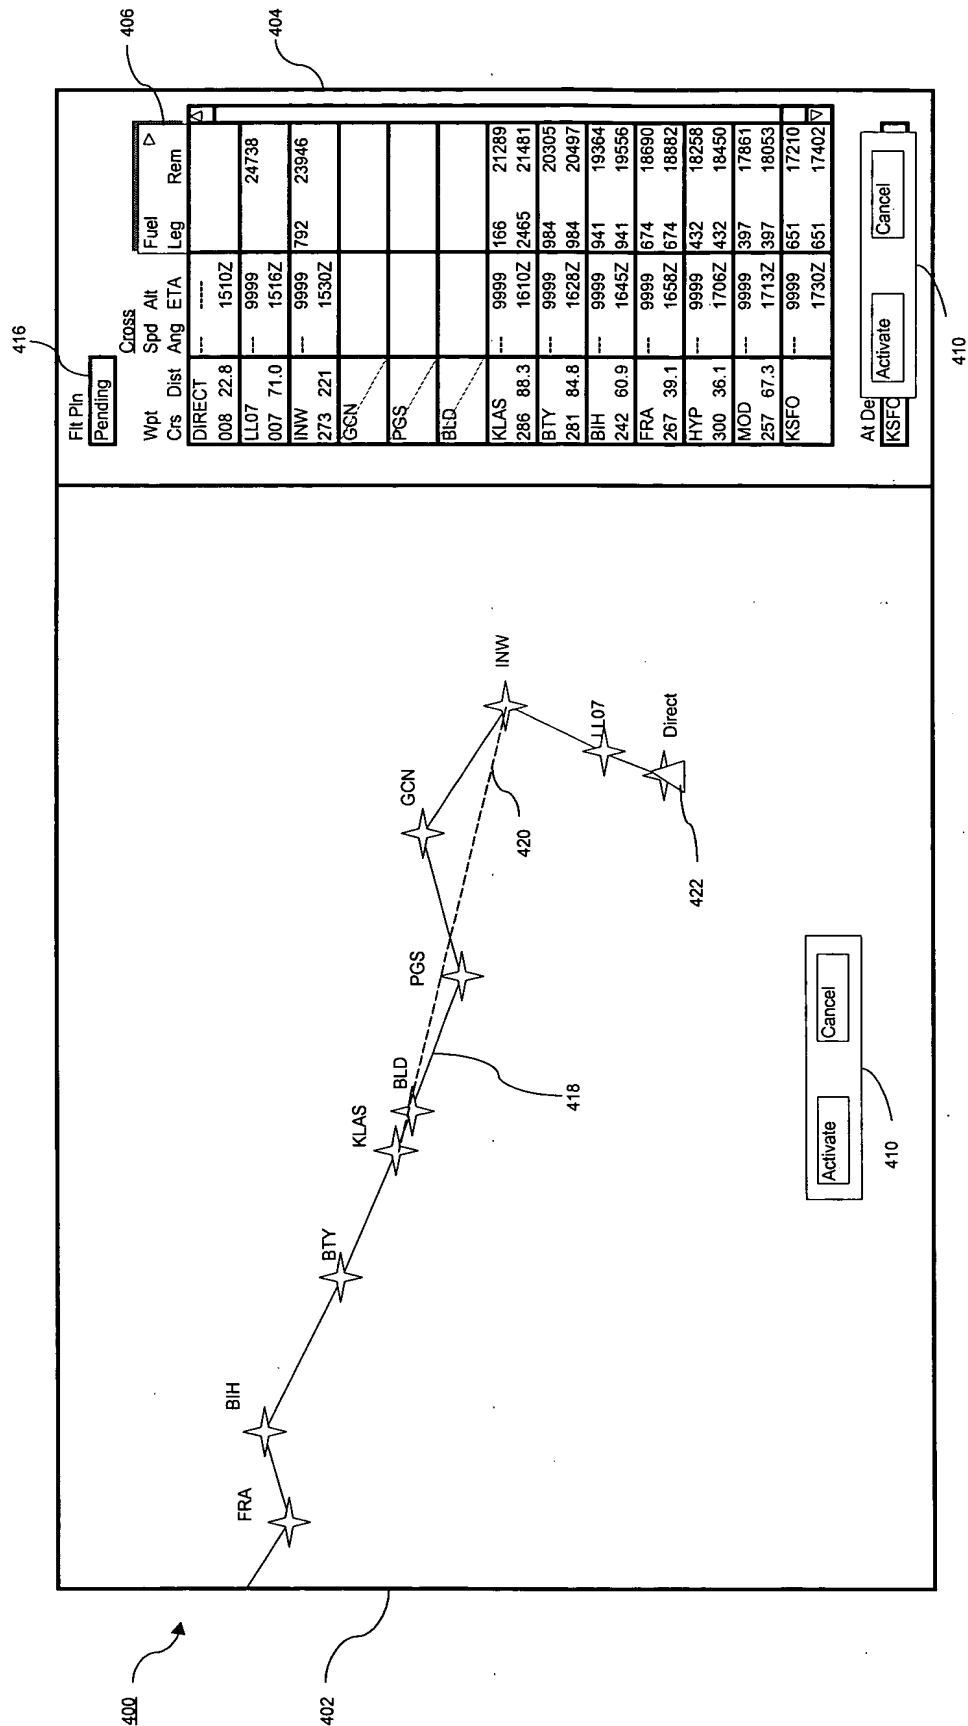 400
402
404
406
416
Flt Pln
Pending
Cross
Wpt Spd Alt Fuel
Crs Dist Ang ETA Leg Rem
DIRECT --- -----
008 22.8 1510Z
LL07 --- 9999 24738
007 71.0 1516Z
INW --- 9999 792 23946
273 221 1530Z
GCN
PGS
BLD
KLAS --- 9999 166 21289
286 88.3 1610Z 2465 21481
BTY --- 9999 984 20305
281 84.8 1628Z 984 20497
BIH --- 9999 941 19364
242 60.9 1645Z 941 19556
FRA --- 9999 674 18690
267 39.1 1658Z 674 18882
HYP --- 9999 432 18258
300 36.1 1706Z 432 18450
MOD --- 9999 397 17861
257 67.3 1713Z 397 18053
KSFO --- 9999 651 17210
1730Z 651 17402
At De
KSFO
Activate Cancel
410
FRA
BIH
BTY
KLAS
BLD
PGS
GCN
INW
LL07
Direct
418
420
422
Activate Cancel
410